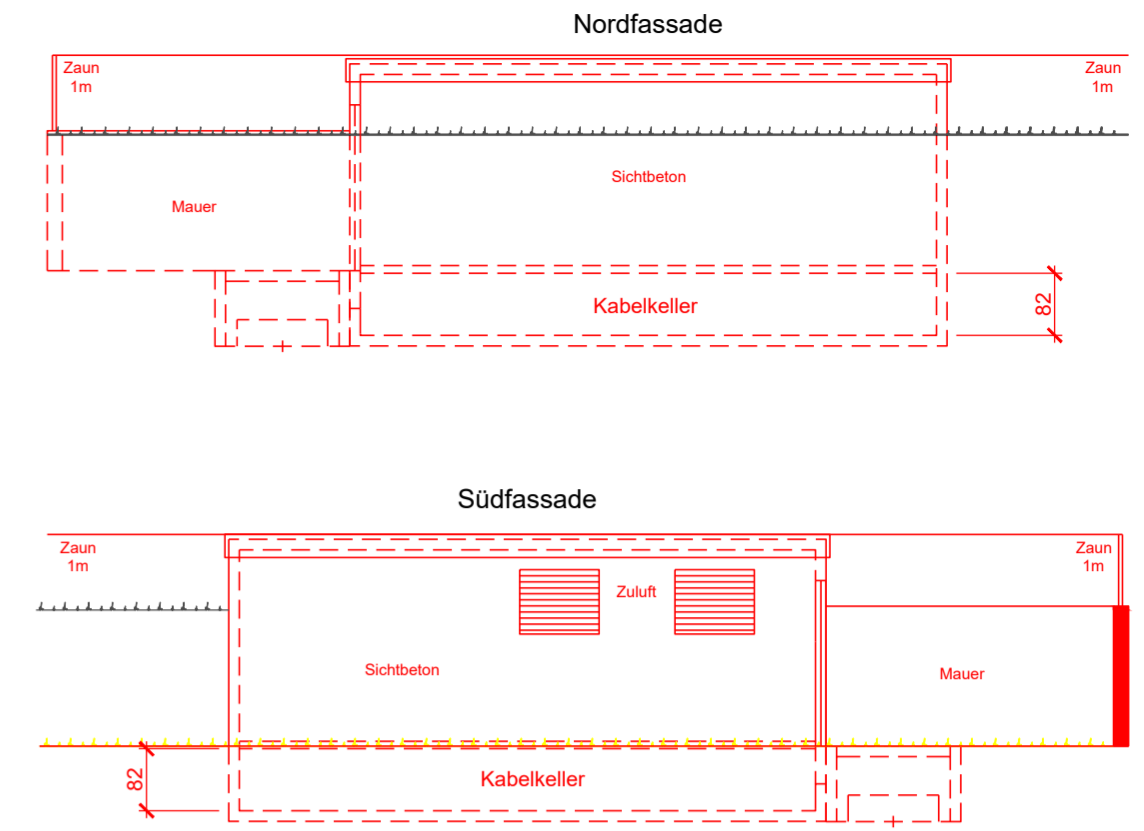 Nordfassade
Zaun
1m
Zaun
1m
Sichtbeton
Mauer
Kabelkeller
82
Südfassade
Zaun
1m
Zaun
1m
Zuluft
Sichtbeton
Mauer
Kabelkeller
82